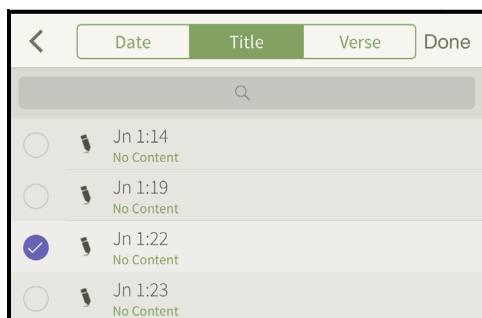 Date Title Verse Done
Jn 1:14
No Content
Jn 1:19
No Content
Jn 1:22
No Content
Jn 1:23
No Content